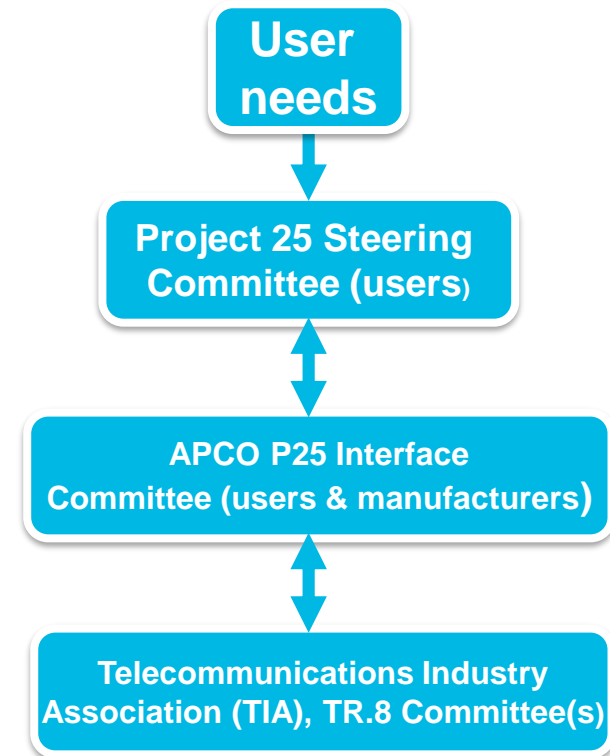 User
needs
Project 25 Steering
Committee (users)
APCO P25 Interface
Committee (users & manufacturers)
Telecommunications Industry
Association (TIA), TR.8 Committee(s)